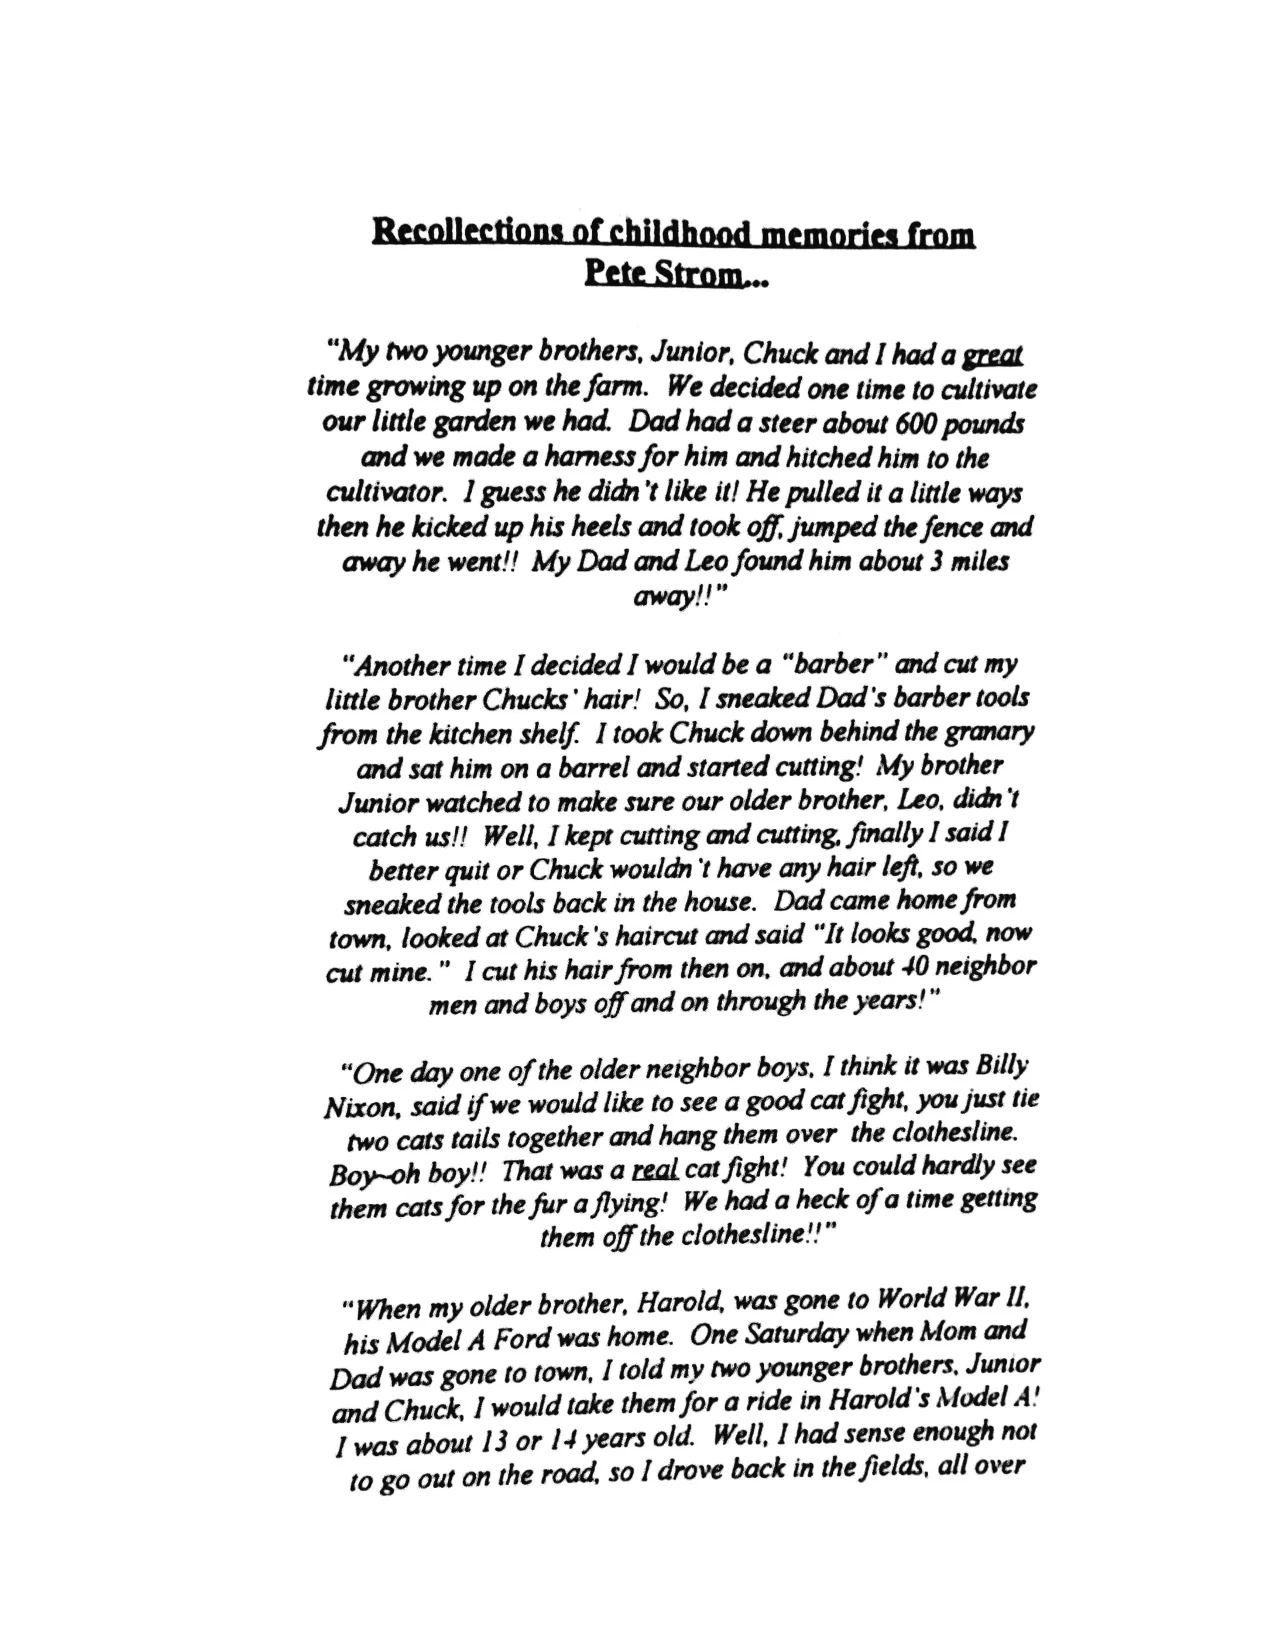 Recollections of childhood memories from
Pete Strom...
"My two younger brothers, Junior, Chuck and I had a great
time growing up on the farm.  We decided one time to cultivate
our little garden we had.  Dad had a steer about 600 pounds
and we made a harness for him and hitched him to the
cultivator.  I guess he didn't like it! He pulled it a little ways
then he kicked up his heels and took off, jumped the fence and
away he went!!  My Dad and Leo found him about 3 miles
away!!"
"Another time I decided I would be a "barber" and cut my
little brother Chucks' hair!  So, I sneaked Dad's barber tools
from the kitchen shelf.  I took Chuck down behind the granary
and sat him on a barrel and started cutting!  My brother
Junior watched to make sure our older brother, Leo, didn't
catch us!!  Well, I kept cutting and cutting, finally I said I
better quit or Chuck wouldn't have any hair left, so we
sneaked the tools back in the house.  Dad came home from
town, looked at Chuck's haircut and said "It looks good, now
cut mine."  I cut his hair from then on, and about 40 neighbor
men and boys off and on through the years!"
"One day one of the older neighbor boys, I think it was Billy
Nixon, said if we would like to see a good cat fight, you just tie
two cats tails together and hang them over  the clothesline.
Boy~oh boy!!  That was a real cat fight!  You could hardly see
them cats for the fur a flying!  We had a heck of a time getting
them off the clothesline!!"
"When my older brother, Harold, was gone to World War II,
his Model A Ford was home.  One Saturday when Mom and
Dad was gone to town, I told my two younger brothers, Junior
and Chuck, I would take them for a ride in Harold's Model A!
I was about 13 or 14 years old.  Well, I had sense enough not
to go out on the road, so I drove back in the fields, all over